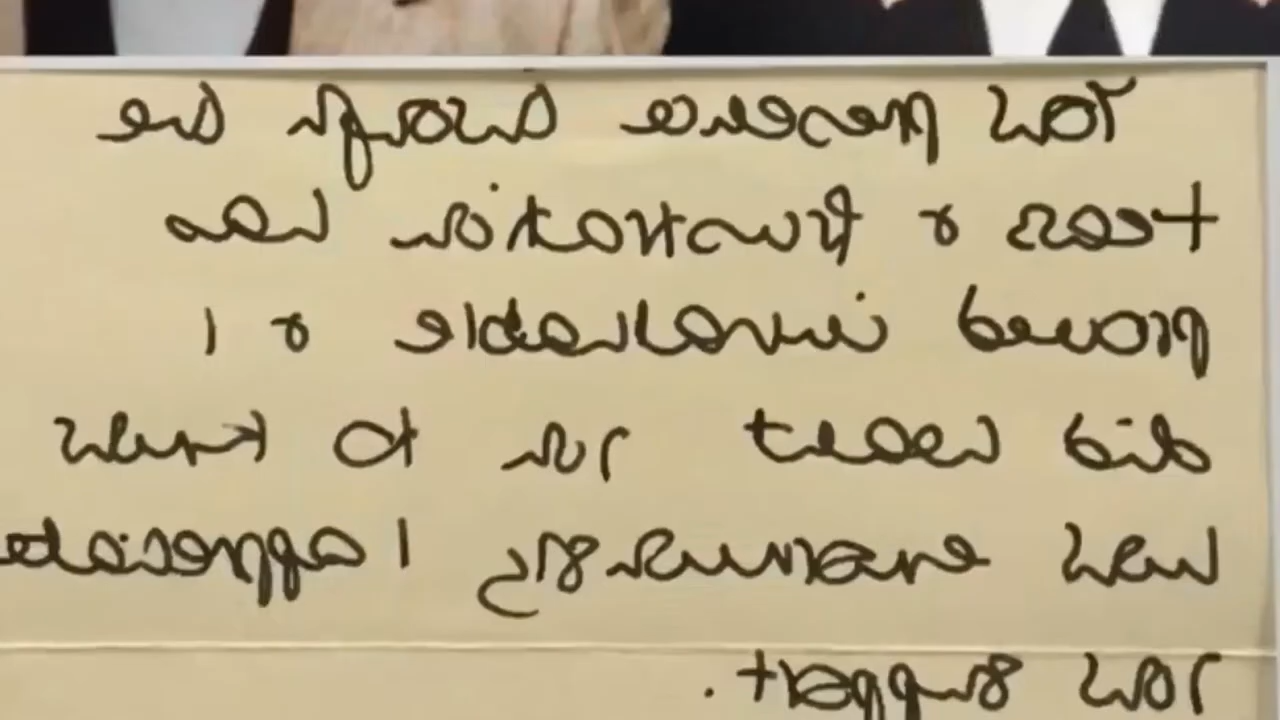 Your presence through the
tears & frustration has
proved invaluable & I
did want you to know
how enormously I appreciate
your support.